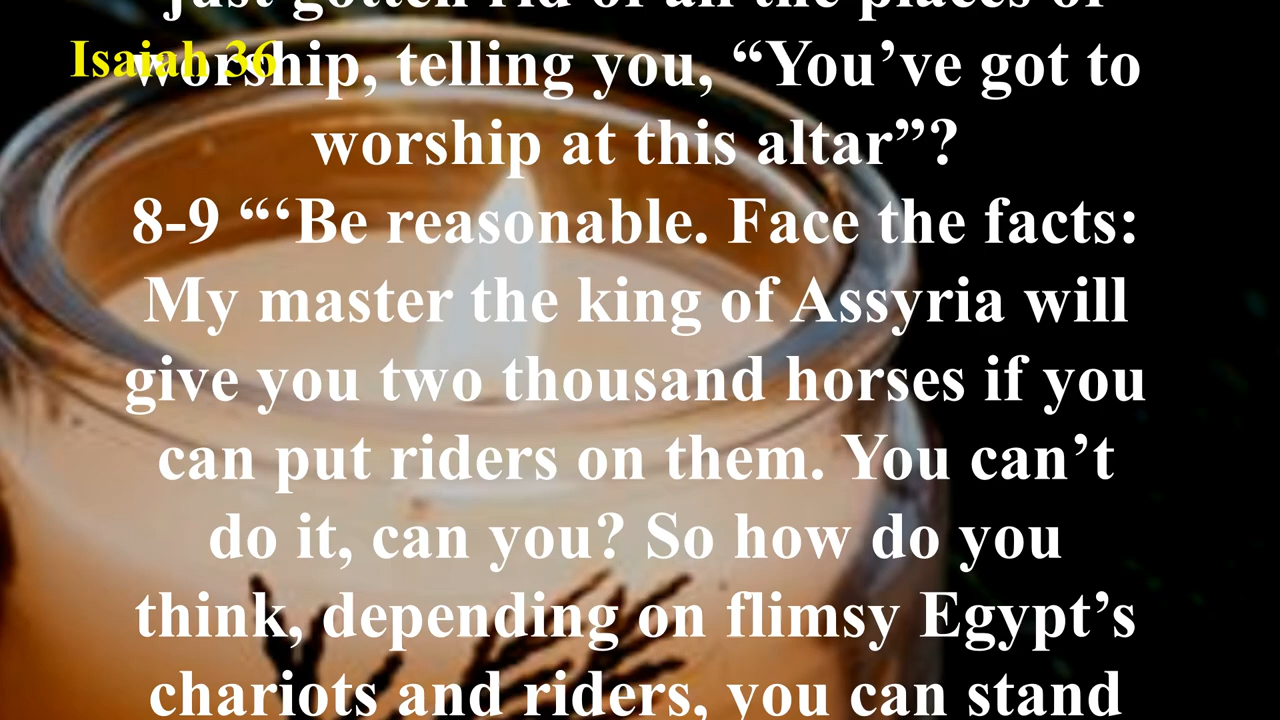 just gotten rid of all the places of
Isaiah 36
worship, telling you, “You’ve got to
worship at this altar”?
8-9 “‘Be reasonable. Face the facts:
My master the king of Assyria will
give you two thousand horses if you
can put riders on them. You can’t
do it, can you? So how do you
think, depending on flimsy Egypt’s
chariots and riders, you can stand